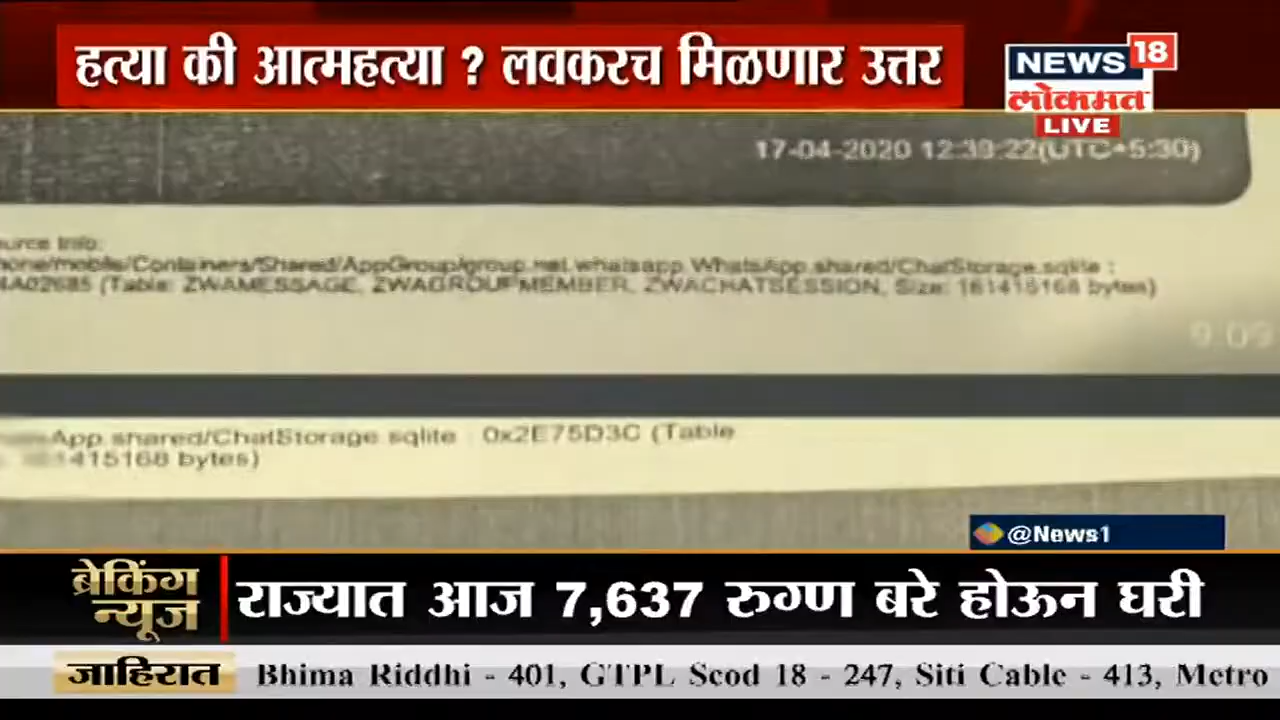 हत्या की आत्महत्या ? लवकरच मिळणार उत्तर
NEWS 18
लोकमत
LIVE
17-04-2020 12:39:22(UTC+5:30)
urce Info:
hone/mobile/Containers/Shared/AppGroup/group.net.whatsapp.WhatsApp.shared/ChatStorage.sqlite :
4A02685 (Table: ZWAMESSAGE, ZWAGROUPMEMBER, ZWACHATSESSION, Size: 161415168 bytes)
9.09
App.shared/ChatStorage.sqlite : 0x2E75D3C (Table
415168 bytes)
@News1
ब्रेकिंग न्यूज
राज्यात आज 7,637 रुग्ण बरे होऊन घरी
जाहिरात Bhima Riddhi - 401, GTPL Scod 18 - 247, Siti Cable - 413, Metro